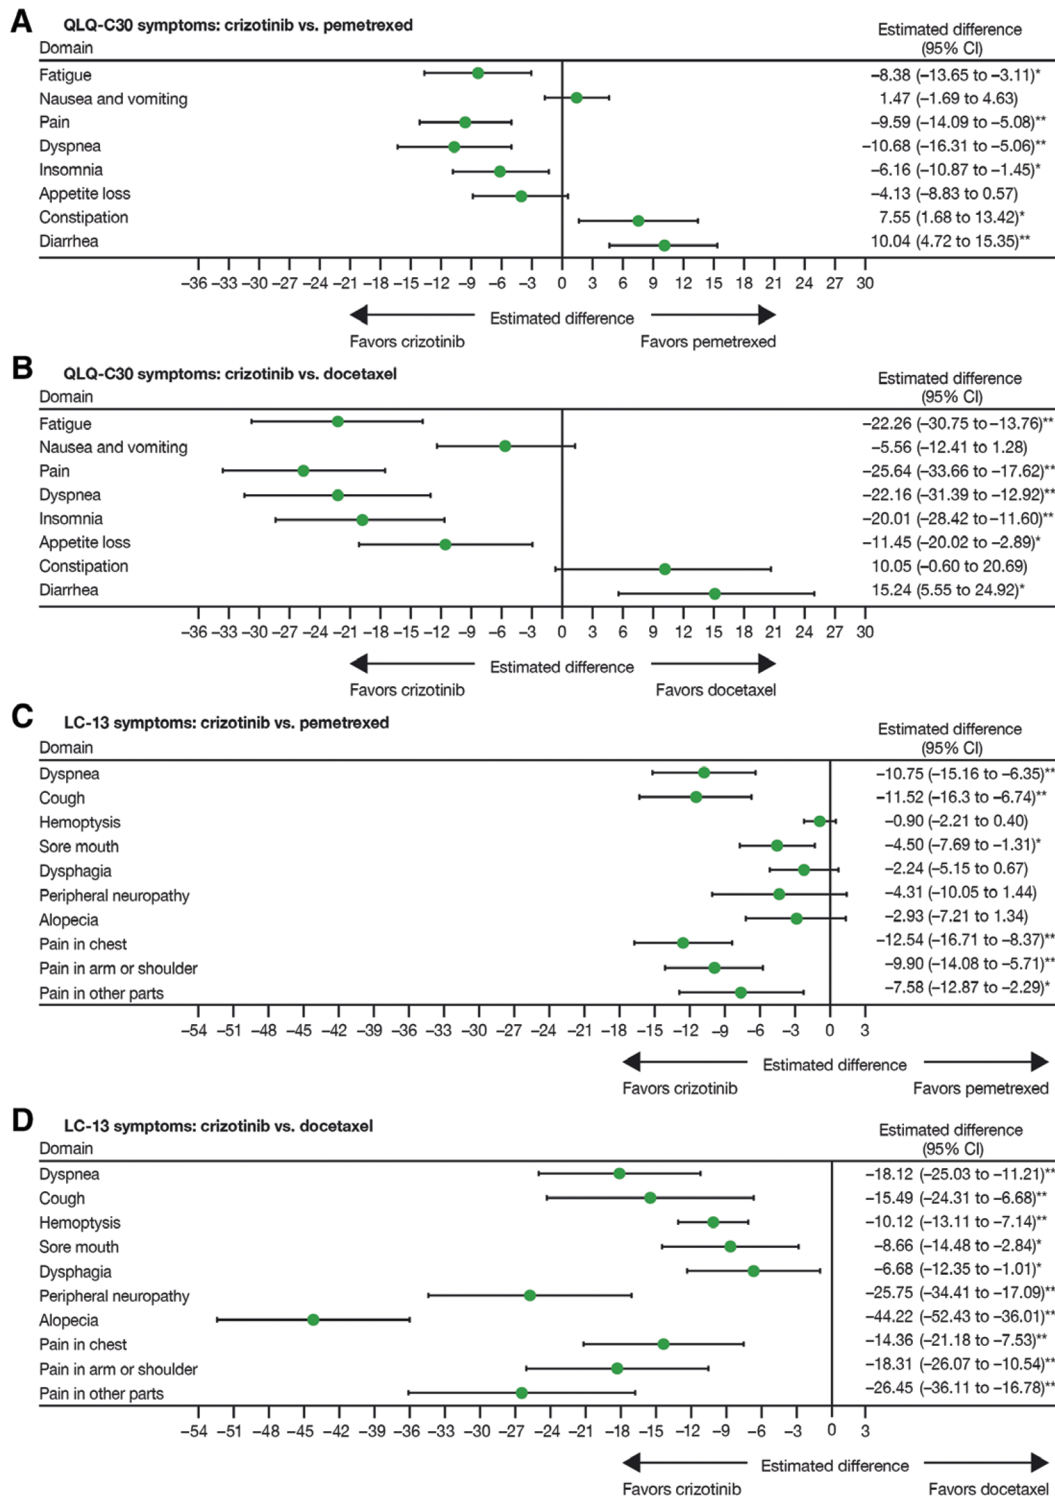 A QLQ-C30 symptoms: crizotinib vs. pemetrexed
Domain
Estimated difference
(95% CI)
Fatigue −8.38 (−13.65 to −3.11)*
Nausea and vomiting 1.47 (−1.69 to 4.63)
Pain −9.59 (−14.09 to −5.08)**
Dyspnea −10.68 (−16.31 to −5.06)**
Insomnia −6.16 (−10.87 to −1.45)*
Appetite loss −4.13 (−8.83 to 0.57)
Constipation 7.55 (1.68 to 13.42)*
Diarrhea 10.04 (4.72 to 15.35)**
−36 −33 −30 −27 −24 −21 −18 −15 −12 −9 −6 −3 0 3 6 9 12 15 18 21 24 27 30
Estimated difference
Favors crizotinib Favors pemetrexed
B QLQ-C30 symptoms: crizotinib vs. docetaxel
Domain
Estimated difference
(95% CI)
Fatigue −22.26 (−30.75 to −13.76)**
Nausea and vomiting −5.56 (−12.41 to 1.28)
Pain −25.64 (−33.66 to −17.62)**
Dyspnea −22.16 (−31.39 to −12.92)**
Insomnia −20.01 (−28.42 to −11.60)**
Appetite loss −11.45 (−20.02 to −2.89)*
Constipation 10.05 (−0.60 to 20.69)
Diarrhea 15.24 (5.55 to 24.92)*
−36 −33 −30 −27 −24 −21 −18 −15 −12 −9 −6 −3 0 3 6 9 12 15 18 21 24 27 30
Estimated difference
Favors crizotinib Favors docetaxel
C LC-13 symptoms: crizotinib vs. pemetrexed
Domain
Estimated difference
(95% CI)
Dyspnea −10.75 (−15.16 to −6.35)**
Cough −11.52 (−16.3 to −6.74)**
Hemoptysis −0.90 (−2.21 to 0.40)
Sore mouth −4.50 (−7.69 to −1.31)*
Dysphagia −2.24 (−5.15 to 0.67)
Peripheral neuropathy −4.31 (−10.05 to 1.44)
Alopecia −2.93 (−7.21 to 1.34)
Pain in chest −12.54 (−16.71 to −8.37)**
Pain in arm or shoulder −9.90 (−14.08 to −5.71)**
Pain in other parts −7.58 (−12.87 to −2.29)*
−54 −51 −48 −45 −42 −39 −36 −33 −30 −27 −24 −21 −18 −15 −12 −9 −6 −3 0 3
Estimated difference
Favors crizotinib Favors pemetrexed
D LC-13 symptoms: crizotinib vs. docetaxel
Domain
Estimated difference
(95% CI)
Dyspnea −18.12 (−25.03 to −11.21)**
Cough −15.49 (−24.31 to −6.68)**
Hemoptysis −10.12 (−13.11 to −7.14)**
Sore mouth −8.66 (−14.48 to −2.84)*
Dysphagia −6.68 (−12.35 to −1.01)*
Peripheral neuropathy −25.75 (−34.41 to −17.09)**
Alopecia −44.22 (−52.43 to −36.01)**
Pain in chest −14.36 (−21.18 to −7.53)**
Pain in arm or shoulder −18.31 (−26.07 to −10.54)**
Pain in other parts −26.45 (−36.11 to −16.78)**
−54 −51 −48 −45 −42 −39 −36 −33 −30 −27 −24 −21 −18 −15 −12 −9 −6 −3 0 3
Estimated difference
Favors crizotinib Favors docetaxel